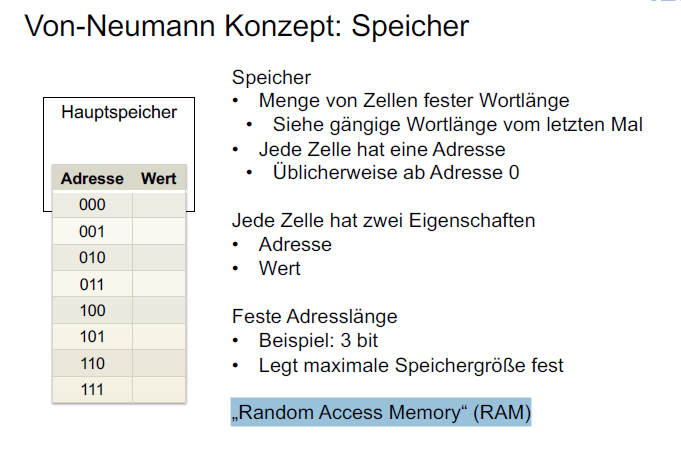 Von-Neumann Konzept: Speicher
Hauptspeicher
Adresse Wert
000
001
010
011
100
101
110
111
Speicher
• Menge von Zellen fester Wortlänge
• Siehe gängige Wortlänge vom letzten Mal
• Jede Zelle hat eine Adresse
• Üblicherweise ab Adresse 0
Jede Zelle hat zwei Eigenschaften
• Adresse
• Wert
Feste Adresslänge
• Beispiel: 3 bit
• Legt maximale Speichergröße fest
„Random Access Memory“ (RAM)